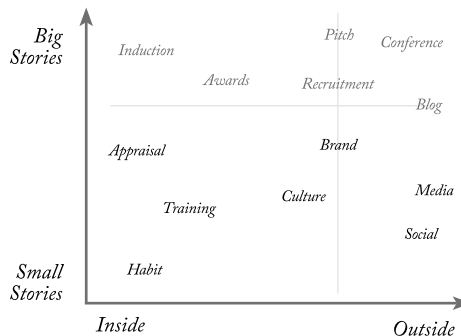 Big
Stories
Induction
Pitch
Conference
Awards
Recruitment
Blog
Appraisal
Brand
Training
Culture
Media
Social
Habit
Small
Stories
Inside
Outside